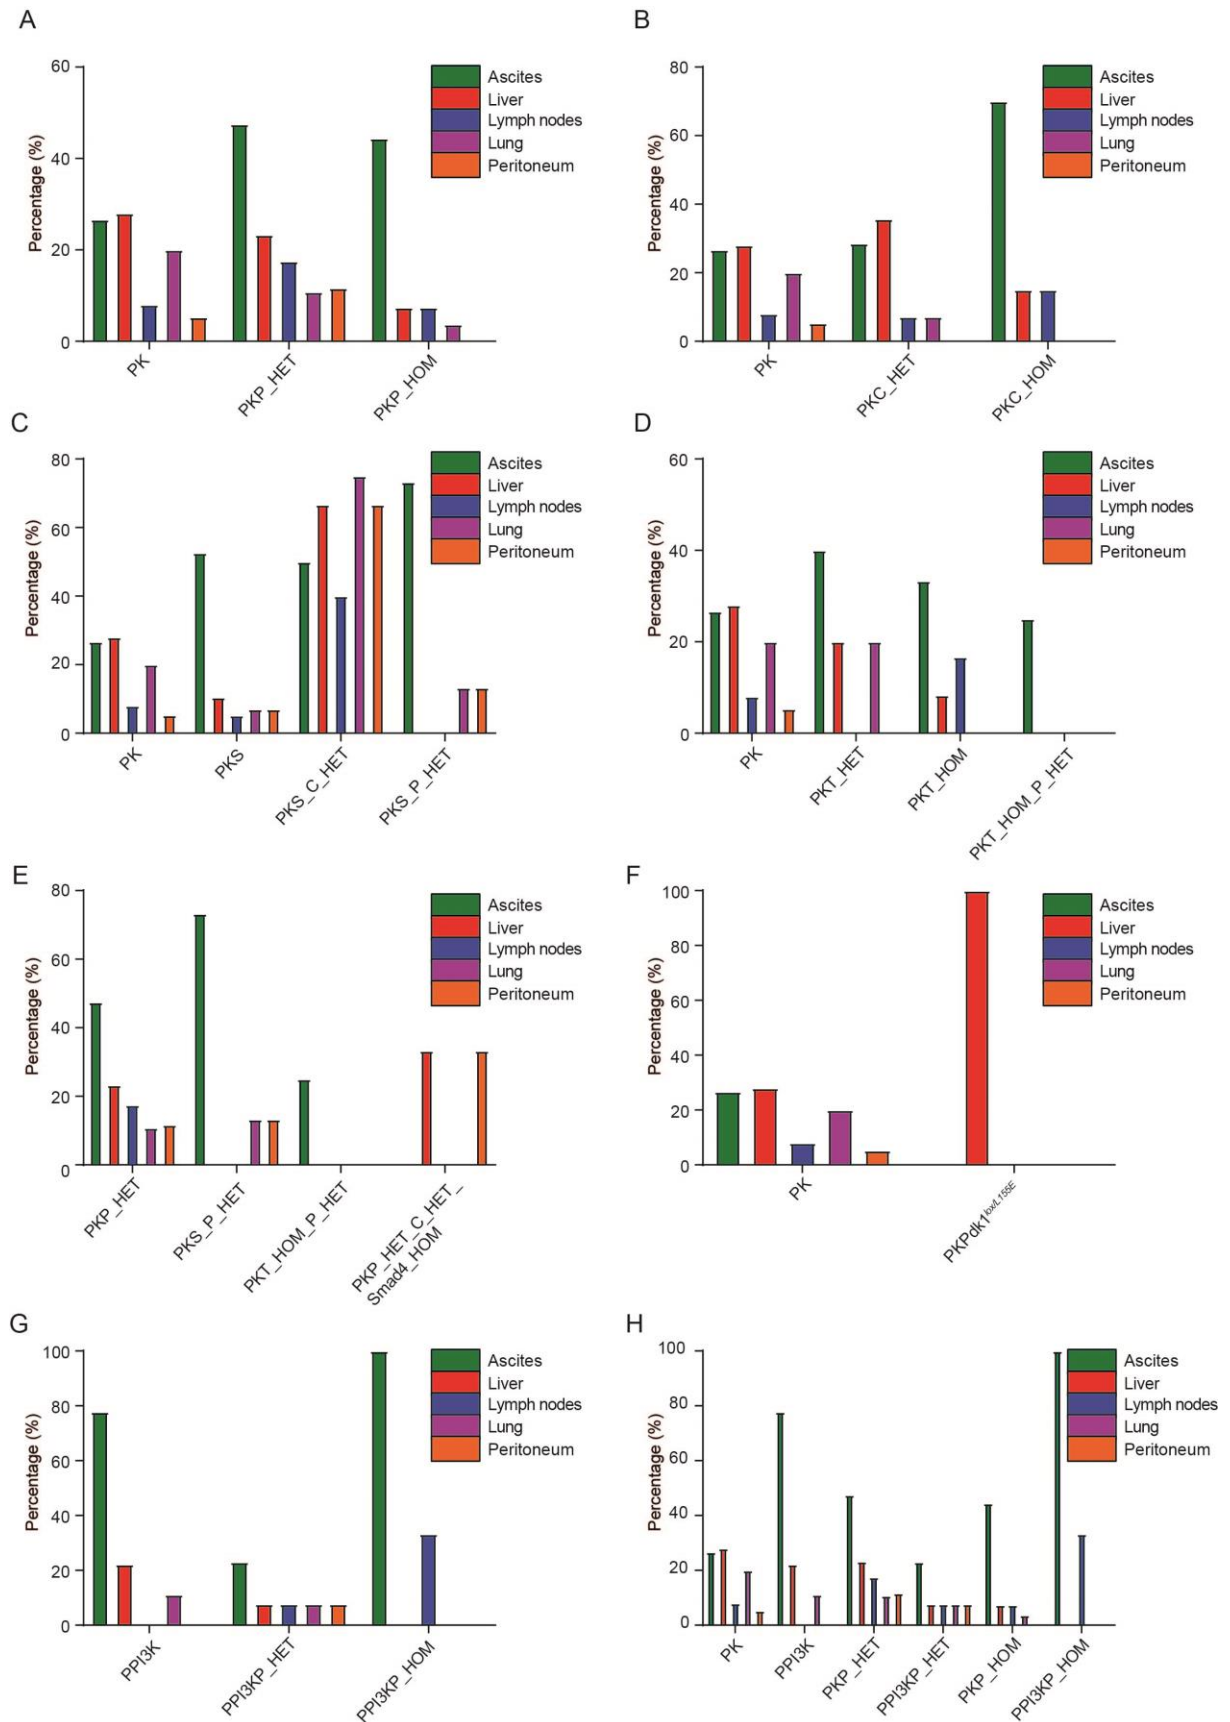 A
Percentage (%)
60
40
20
0
Ascites
Liver
Lymph nodes
Lung
Peritoneum
PK
PKP_HET
PKP_HOM
B
Percentage (%)
80
60
40
20
0
Ascites
Liver
Lymph nodes
Lung
Peritoneum
PK
PKC_HET
PKC_HOM
C
Percentage (%)
80
60
40
20
0
Ascites
Liver
Lymph nodes
Lung
Peritoneum
PK
PKS
PKS_C_HET
PKS_P_HET
D
Percentage (%)
60
40
20
0
Ascites
Liver
Lymph nodes
Lung
Peritoneum
PK
PKT_HET
PKT_HOM
PKT_HOM_P_HET
E
Percentage (%)
80
60
40
20
0
Ascites
Liver
Lymph nodes
Lung
Peritoneum
PKP_HET
PKS_P_HET
PKT_HOM_P_HET
PKP_HET_C_HET_
Smad4_HOM
F
Percentage (%)
100
80
60
40
20
0
Ascites
Liver
Lymph nodes
Lung
Peritoneum
PK
PKPdk1lox/L155E
G
Percentage (%)
100
80
60
40
20
0
Ascites
Liver
Lymph nodes
Lung
Peritoneum
PPI3K
PPI3KP_HET
PPI3KP_HOM
H
Percentage (%)
100
80
60
40
20
0
Ascites
Liver
Lymph nodes
Lung
Peritoneum
PK
PPI3K
PKP_HET
PPI3KP_HET
PKP_HOM
PPI3KP_HOM